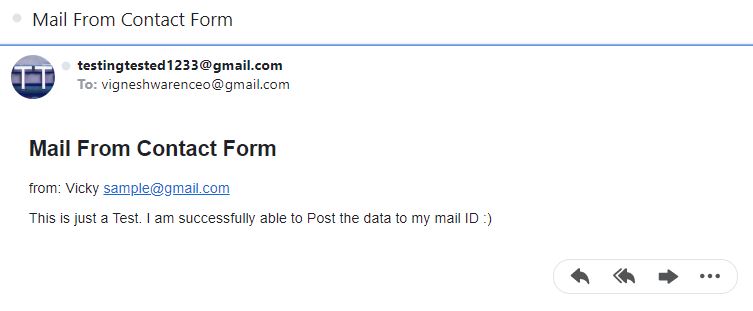 Mail From Contact Form
TT
testingtested1233@gmail.com
To: vigneshwarenceo@gmail.com
Mail From Contact Form
from: Vicky sample@gmail.com
This is just a Test. I am successfully able to Post the data to my mail ID :)